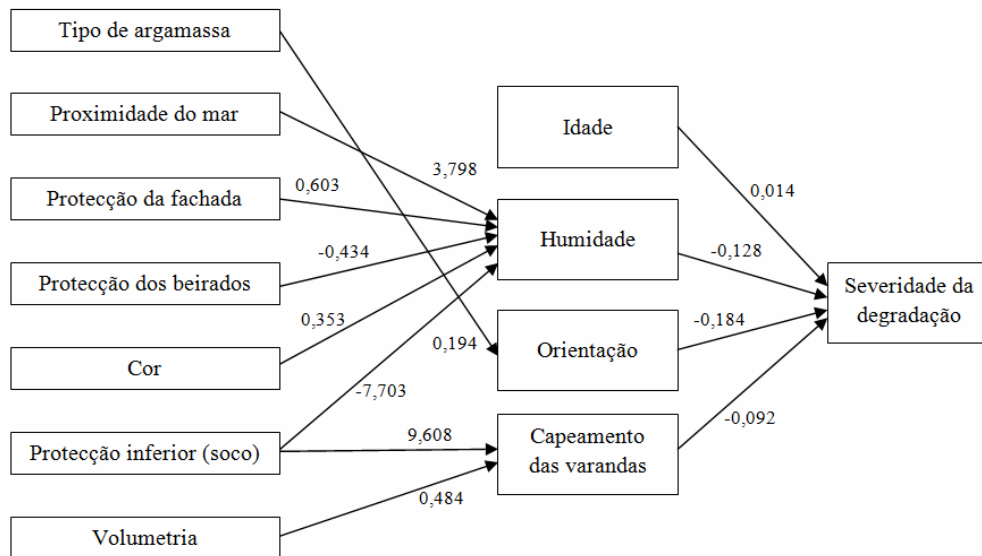 Tipo de argamassa
Proximidade do mar
Protecção da fachada
Protecção dos beirados
Cor
Protecção inferior (soco)
Volumetria
3,798
0,603
-0,434
0,353
0,194
-7,703
9,608
0,484
Idade
Humidade
Orientação
Capeamento
das varandas
0,014
-0,128
-0,184
-0,092
Severidade da
degradação